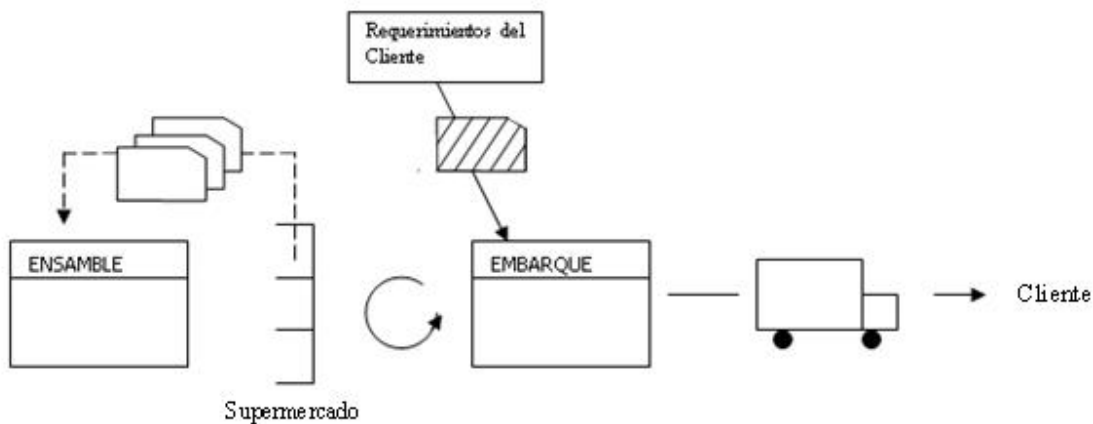 Requerimientos del
Cliente
ENSAMBLE
EMBARQUE
Cliente
Supermercado